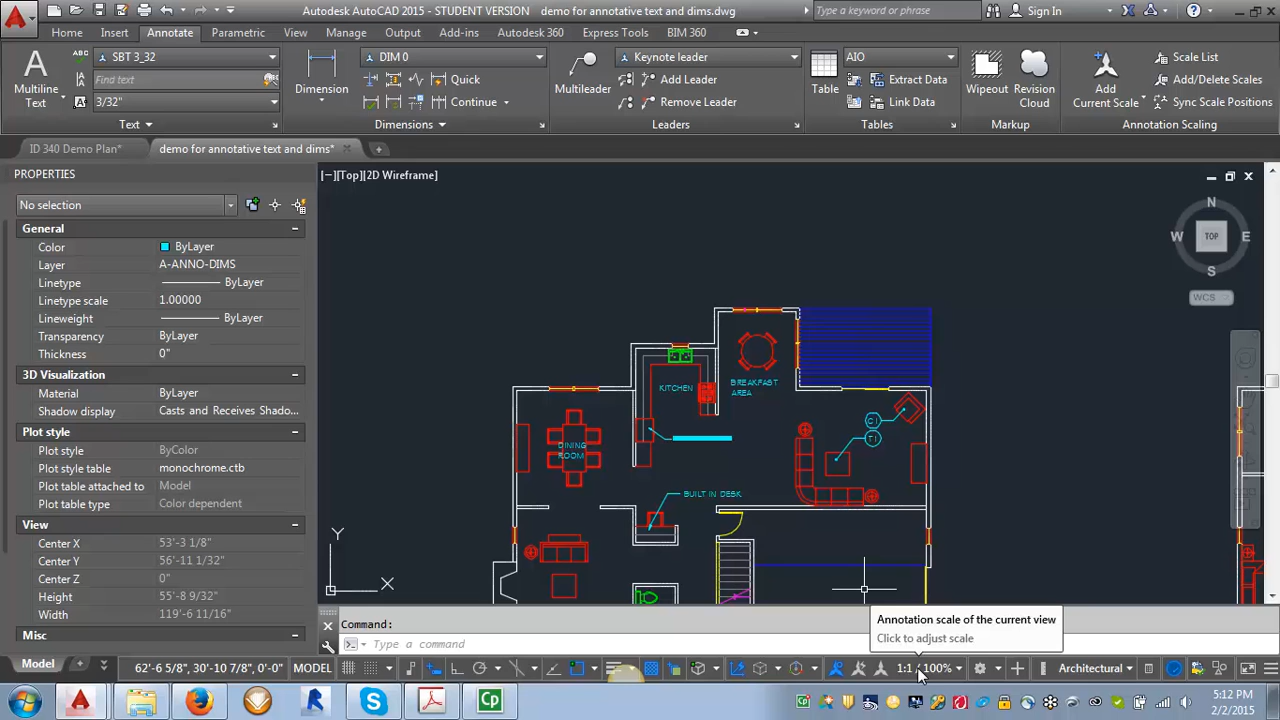 Autodesk AutoCAD 2015 - STUDENT VERSION demo for annotative text and dims.dwg
Type a keyword or phrase
Sign In
Home Insert Annotate Parametric View Manage Output Add-ins Autodesk 360 Express Tools BIM 360
SBT 3_32
DIM 0
Keynote leader
AIO
Find text
Quick
Add Leader
Extract Data
Scale List
Add/Delete Scales
Multiline
Text
Dimension
Multileader
Table
Wipeout
Revision
Cloud
Add
Current Scale
3/32"
Continue
Remove Leader
Link Data
Sync Scale Positions
Text
Dimensions
Leaders
Tables
Markup
Annotation Scaling
ID 340 Demo Plan*
demo for annotative text and dims*
PROPERTIES
[−][Top][2D Wireframe]
No selection
General
Color ByLayer
Layer A-ANNO-DIMS
Linetype ByLayer
Linetype scale 1.00000
Lineweight ByLayer
Transparency ByLayer
Thickness 0"
3D Visualization
Material ByLayer
Shadow display Casts and Receives Shado...
Plot style
Plot style ByColor
Plot style table monochrome.ctb
Plot table attached to Model
Plot table type Color dependent
View
Center X 53'-3 1/8"
Center Y 56'-11 1/32"
Center Z 0"
Height 55'-8 9/32"
Width 119'-6 11/16"
Misc
N
W TOP E
S
WCS
KITCHEN
BREAKFAST
AREA
DINING
ROOM
BUILT IN DESK
C1
T1
Y
X
Command:
Type a command
Annotation scale of the current view
Click to adjust scale
Model
62'-6 5/8", 30'-10 7/8", 0'-0"
MODEL
1:1 / 100%
Architectural
Cp
5:12 PM
2/2/2015